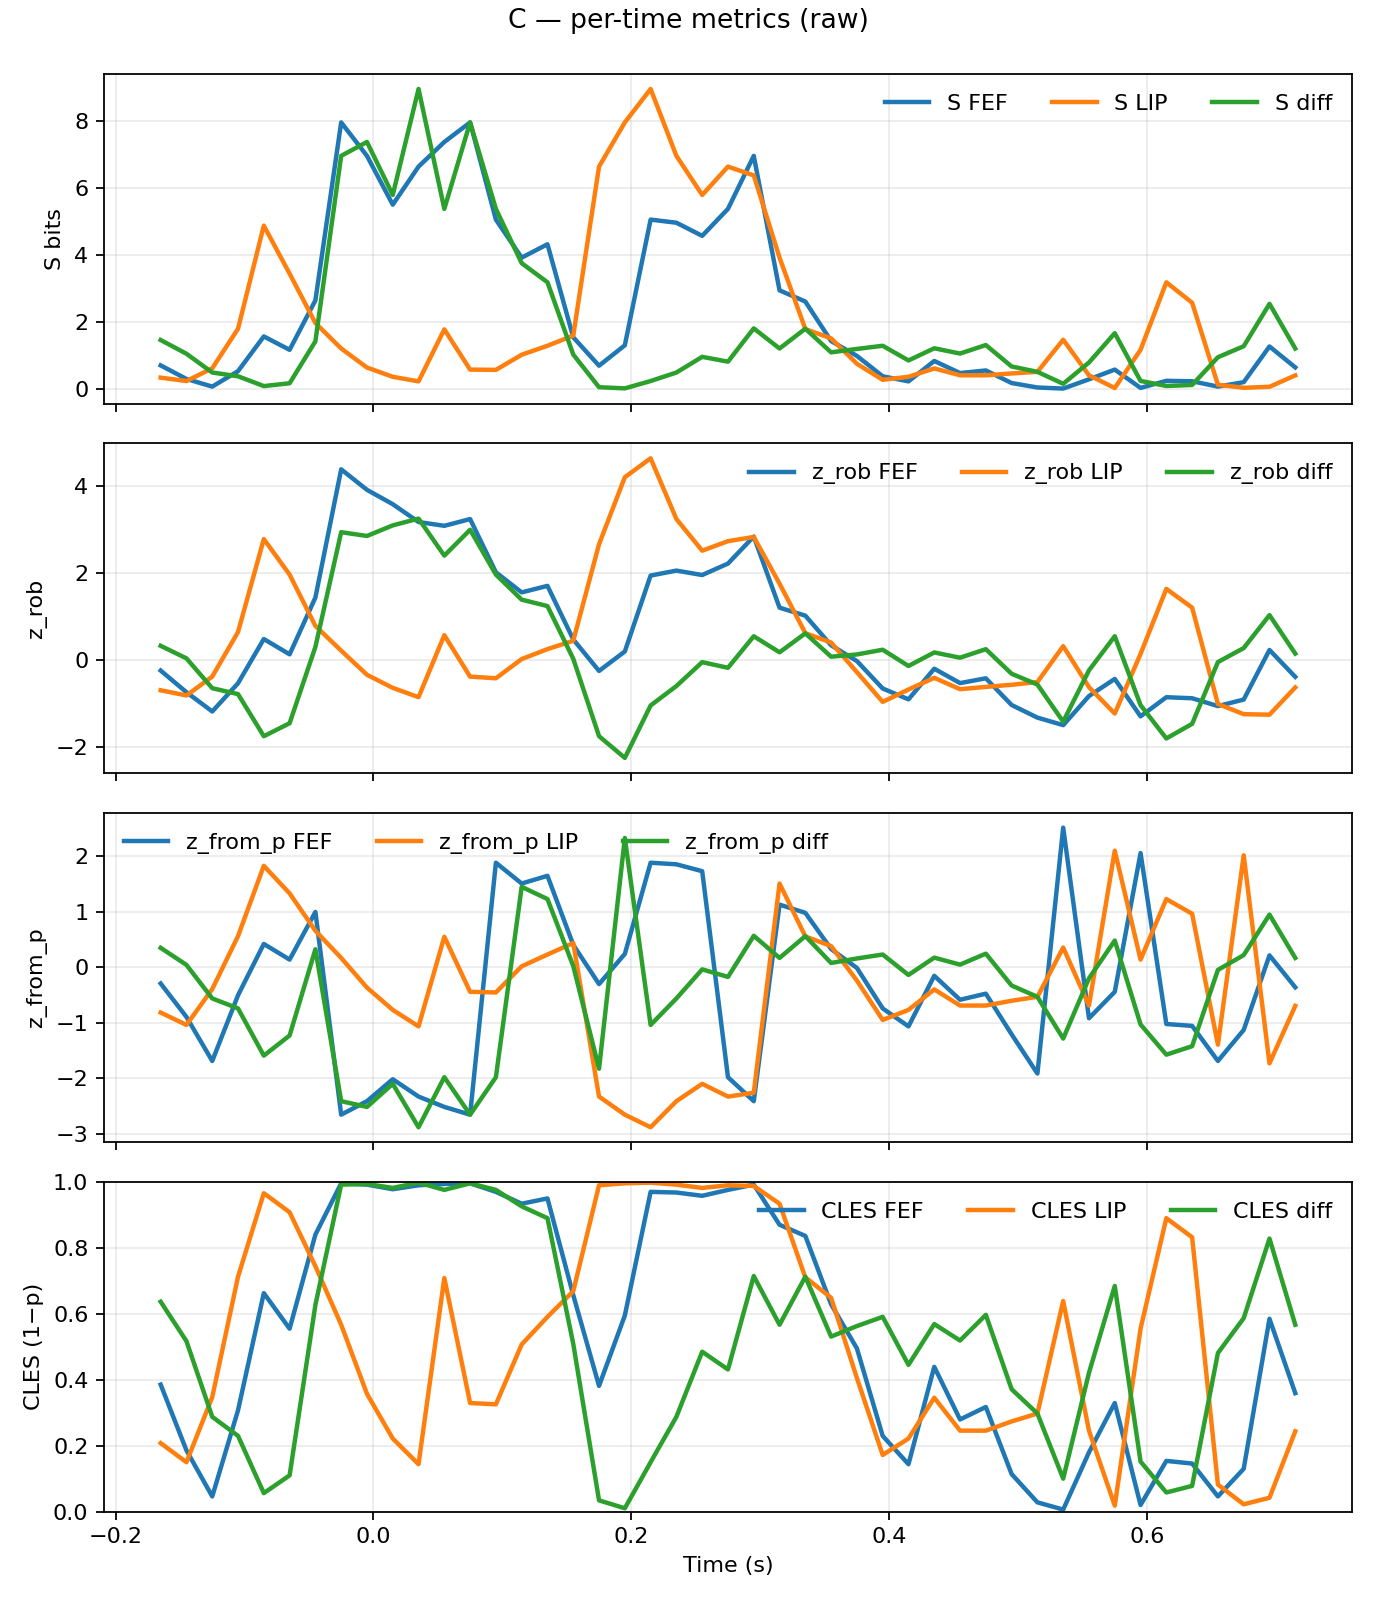 C — per-time metrics (raw)
S FEF S LIP S diff
8
6
4
2
0
S bits
z_rob FEF z_rob LIP z_rob diff
4
2
0
−2
z_rob
z_from_p FEF z_from_p LIP z_from_p diff
2
1
0
−1
−2
−3
z_from_p
CLES FEF CLES LIP CLES diff
1.0
0.8
0.6
0.4
0.2
0.0
CLES (1−p)
−0.2 0.0 0.2 0.4 0.6
Time (s)